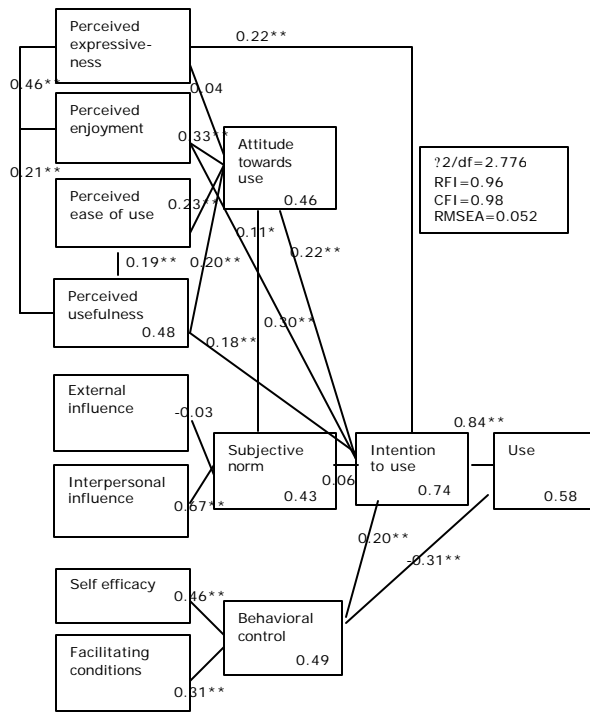 Perceived
expressive-
ness
0.22**
0.46**
0.04
Perceived
enjoyment
0.33**
Attitude
towards
use
0.46
?2/df=2.776
RFI=0.96
CFI=0.98
RMSEA=0.052
0.21**
Perceived
ease of use
0.23**
0.11*
0.22**
0.19**
0.20**
Perceived
usefulness
0.48
0.30**
0.18**
External
influence
-0.03
0.84**
Subjective
norm
0.43
0.06
Intention
to use
0.74
Use
0.58
Interpersonal
influence
0.67**
0.20**
-0.31**
Self efficacy
0.46**
Behavioral
control
0.49
Facilitating
conditions
0.31**